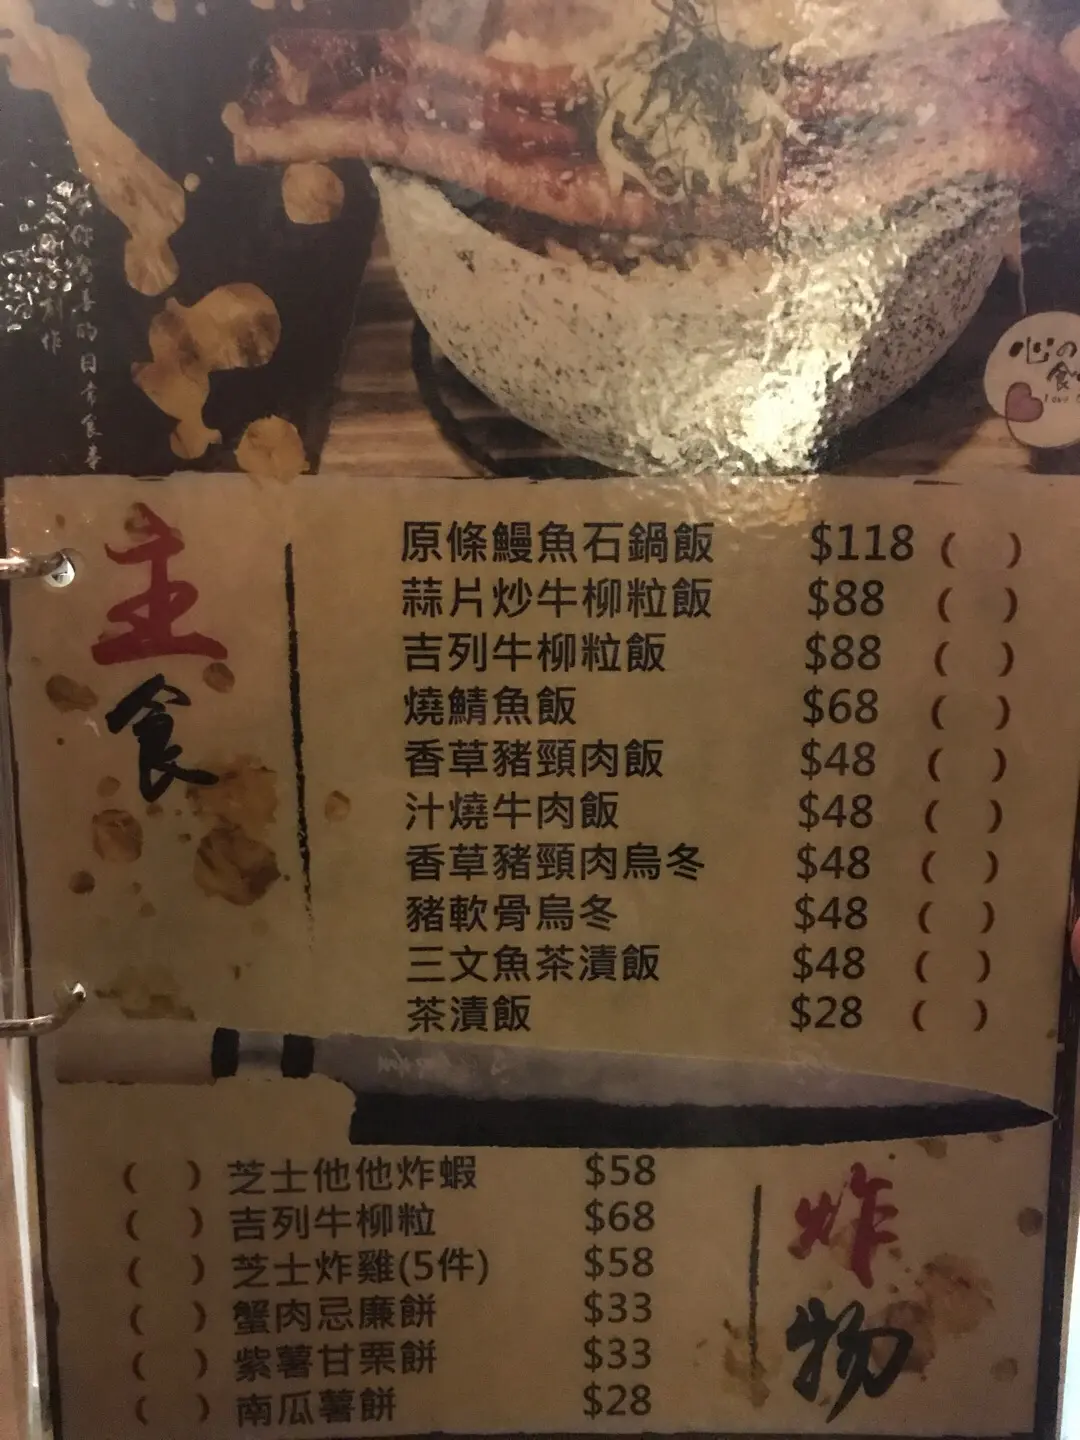 心の
食
主食
原條鰻魚石鍋飯 $118 ( )
蒜片炒牛柳粒飯 $88 ( )
吉列牛柳粒飯 $88 ( )
燒鯖魚飯 $68 ( )
香草豬頸肉飯 $48 ( )
汁燒牛肉飯 $48 ( )
香草豬頸肉烏冬 $48 ( )
豬軟骨烏冬 $48 ( )
三文魚茶漬飯 $48 ( )
茶漬飯 $28 ( )
炸物
( ) 芝士他他炸蝦 $58
( ) 吉列牛柳粒 $68
( ) 芝士炸雞(5件) $58
( ) 蟹肉忌廉餅 $33
( ) 紫薯甘栗餅 $33
( ) 南瓜薯餅 $28